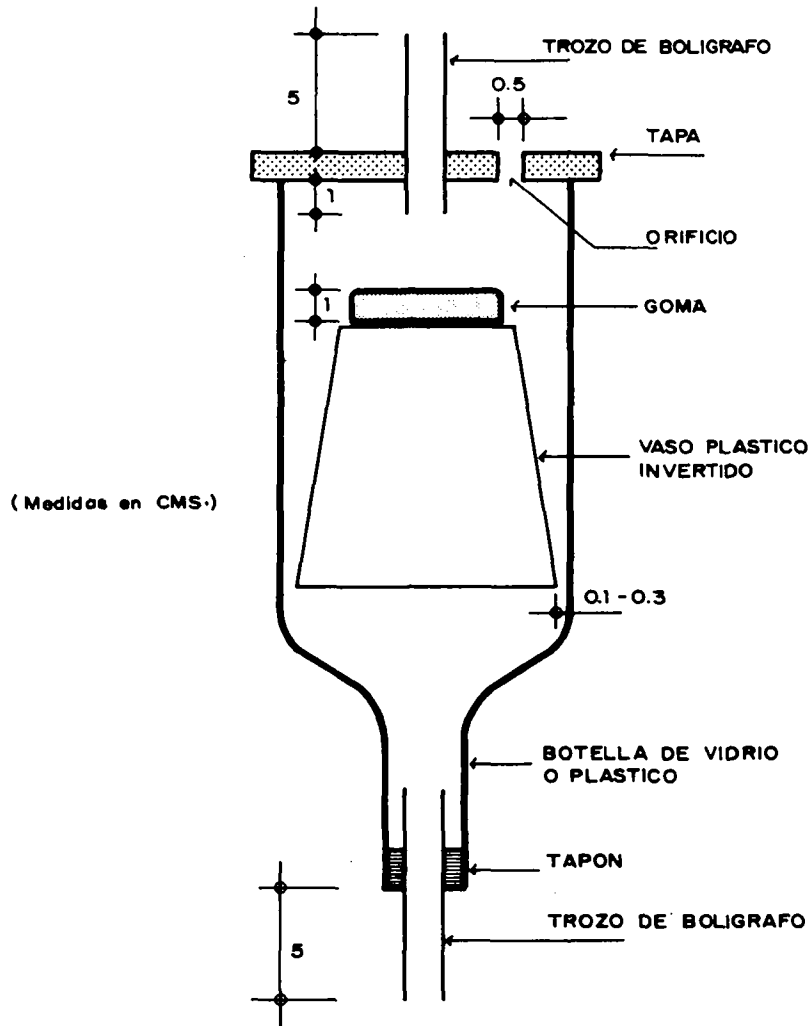 TROZO DE BOLIGRAFO
0.5
5
TAPA
1
ORIFICIO
1
GOMA
VASO PLASTICO
INVERTIDO
(Medidas en CMS.)
0.1 - 0.3
BOTELLA DE VIDRIO
O PLASTICO
TAPON
TROZO DE BOLIGRAFO
5